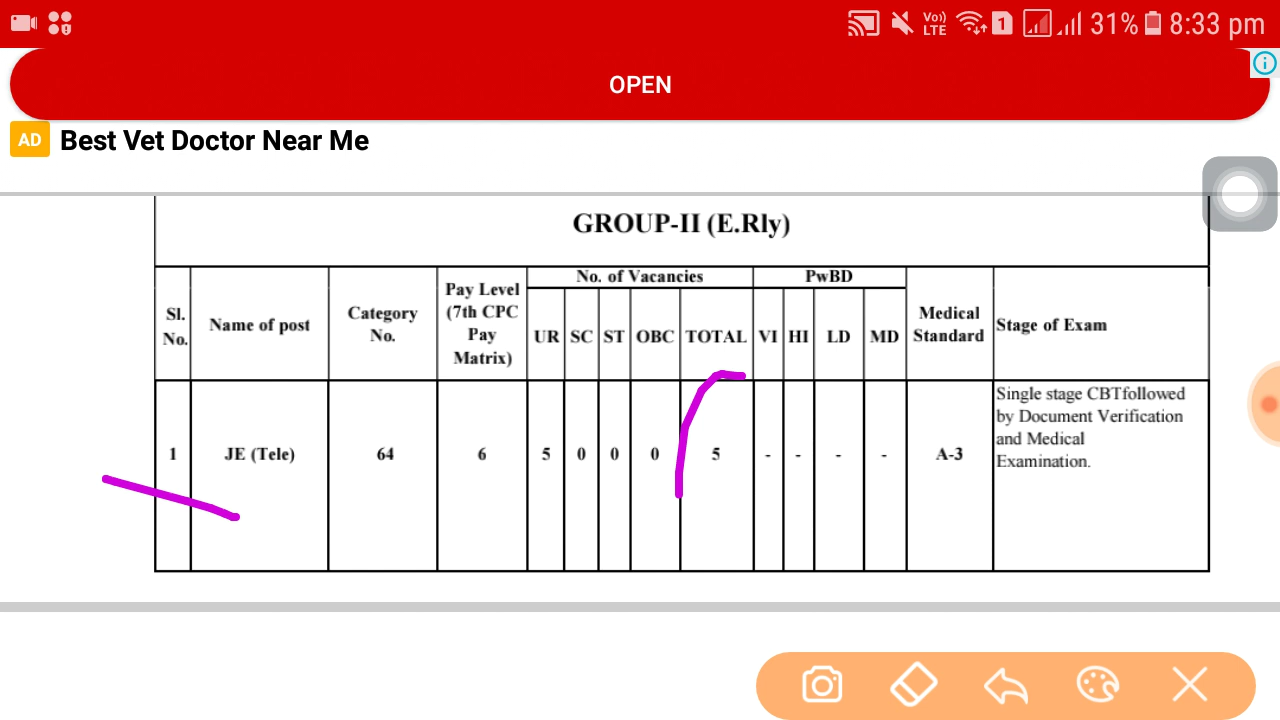 Vo) LTE 1 31% 8:33 pm
OPEN
AD Best Vet Doctor Near Me
GROUP-II (E.Rly)
Sl. No. Name of post Category No. Pay Level (7th CPC Pay Matrix) No. of Vacancies PwBD Medical Standard Stage of Exam
UR SC ST OBC TOTAL VI HI LD MD
1 JE (Tele) 64 6 5 0 0 0 5 - - - - A-3 Single stage CBTfollowed
by Document Verification
and Medical
Examination.